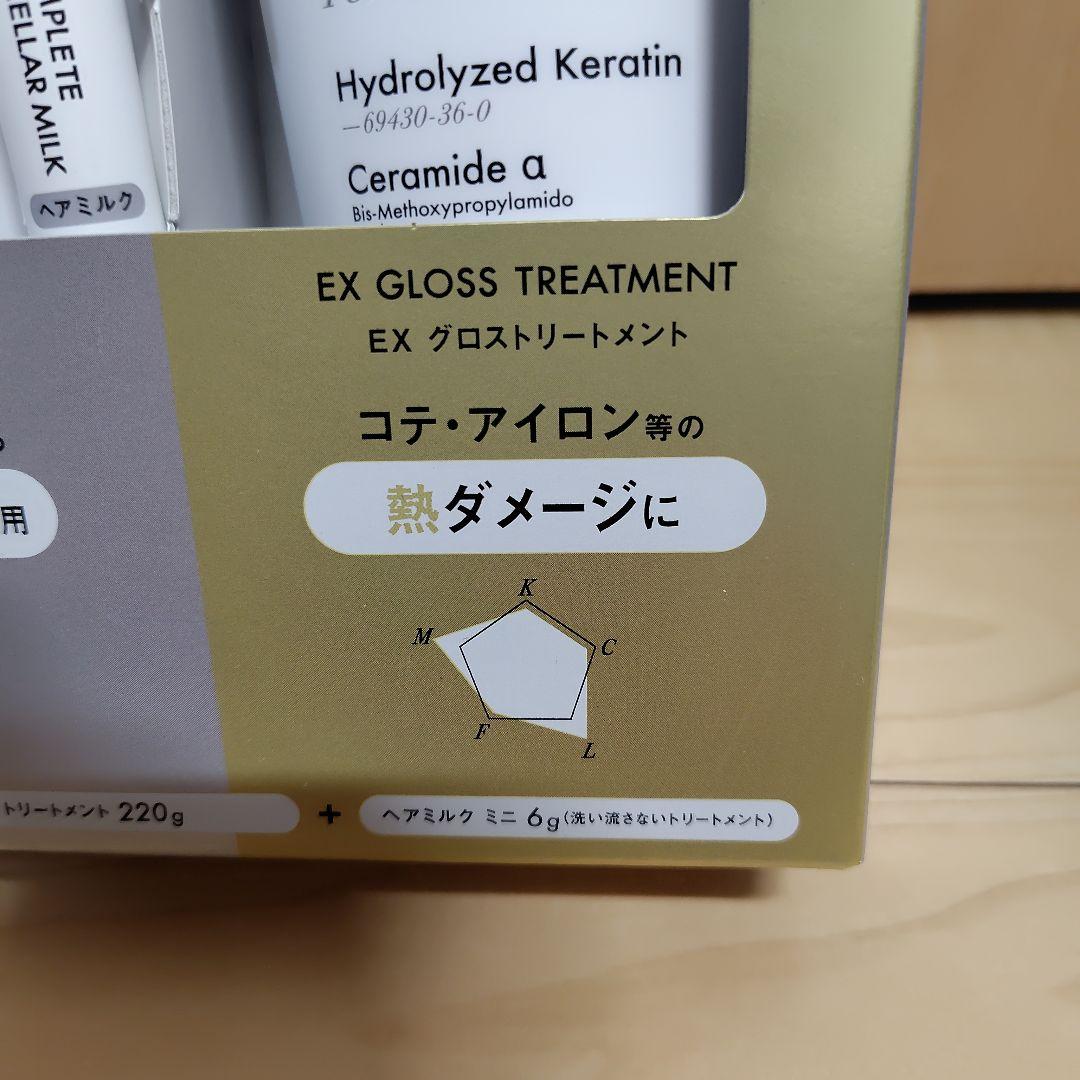 MPLETE
ELLAR MILK
ヘアミルク
Hydrolyzed Keratin
—69430-36-0
Ceramide α
Bis-Methoxypropylamido
EX GLOSS TREATMENT
EX グロストリートメント
コテ・アイロン等の
熱ダメージに
用
K
M
C
F
L
トリートメント 220g
+
ヘアミルク ミニ 6g(洗い流さないトリートメント)